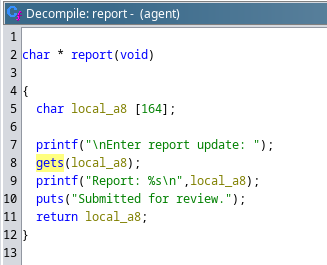 Decompile: report - (agent)
1
2 char * report(void)
3
4 {
5 char local_a8 [164];
6
7 printf("\nEnter report update: ");
8 gets(local_a8);
9 printf("Report: %s\n",local_a8);
10 puts("Submitted for review.");
11 return local_a8;
12 }
13